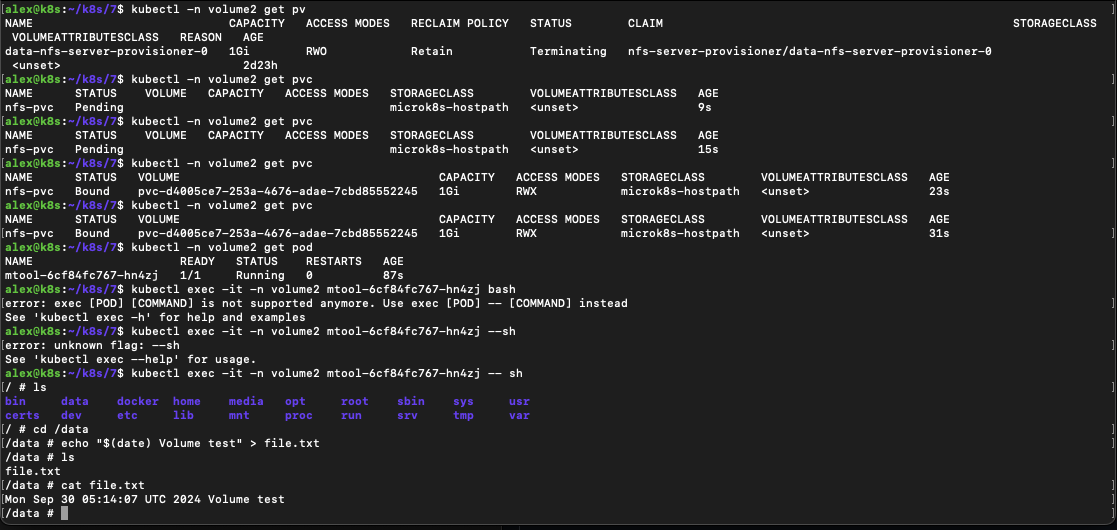 [alex@k8s:~/k8s/7$ kubectl -n volume2 get pv ]
NAME CAPACITY ACCESS MODES RECLAIM POLICY STATUS CLAIM STORAGECLASS
VOLUMEATTRIBUTESCLASS REASON AGE
data-nfs-server-provisioner-0 1Gi RWO Retain Terminating nfs-server-provisioner/data-nfs-server-provisioner-0
<unset> 2d23h
[alex@k8s:~/k8s/7$ kubectl -n volume2 get pvc ]
NAME STATUS VOLUME CAPACITY ACCESS MODES STORAGECLASS VOLUMEATTRIBUTESCLASS AGE
nfs-pvc Pending microk8s-hostpath <unset> 9s
[alex@k8s:~/k8s/7$ kubectl -n volume2 get pvc ]
NAME STATUS VOLUME CAPACITY ACCESS MODES STORAGECLASS VOLUMEATTRIBUTESCLASS AGE
nfs-pvc Pending microk8s-hostpath <unset> 15s
[alex@k8s:~/k8s/7$ kubectl -n volume2 get pvc ]
NAME STATUS VOLUME CAPACITY ACCESS MODES STORAGECLASS VOLUMEATTRIBUTESCLASS AGE
nfs-pvc Bound pvc-d4005ce7-253a-4676-adae-7cbd85552245 1Gi RWX microk8s-hostpath <unset> 23s
[alex@k8s:~/k8s/7$ kubectl -n volume2 get pvc ]
NAME STATUS VOLUME CAPACITY ACCESS MODES STORAGECLASS VOLUMEATTRIBUTESCLASS AGE
nfs-pvc Bound pvc-d4005ce7-253a-4676-adae-7cbd85552245 1Gi RWX microk8s-hostpath <unset> 31s
alex@k8s:~/k8s/7$ kubectl -n volume2 get pod
NAME READY STATUS RESTARTS AGE
mtool-6cf84fc767-hn4zj 1/1 Running 0 87s
alex@k8s:~/k8s/7$ kubectl exec -it -n volume2 mtool-6cf84fc767-hn4zj bash
[error: exec [POD] [COMMAND] is not supported anymore. Use exec [POD] -- [COMMAND] instead ]
See 'kubectl exec -h' for help and examples
alex@k8s:~/k8s/7$ kubectl exec -it -n volume2 mtool-6cf84fc767-hn4zj --sh
[error: unknown flag: --sh ]
See 'kubectl exec --help' for usage.
[alex@k8s:~/k8s/7$ kubectl exec -it -n volume2 mtool-6cf84fc767-hn4zj -- sh ]
[/ # ls ]
bin data docker home media opt root sbin sys usr
certs dev etc lib mnt proc run srv tmp var
[/ # cd /data ]
[/data # echo "$(date) Volume test" > file.txt ]
/data # ls
file.txt
[/data # cat file.txt ]
Mon Sep 30 05:14:07 UTC 2024 Volume test
[/data # ]